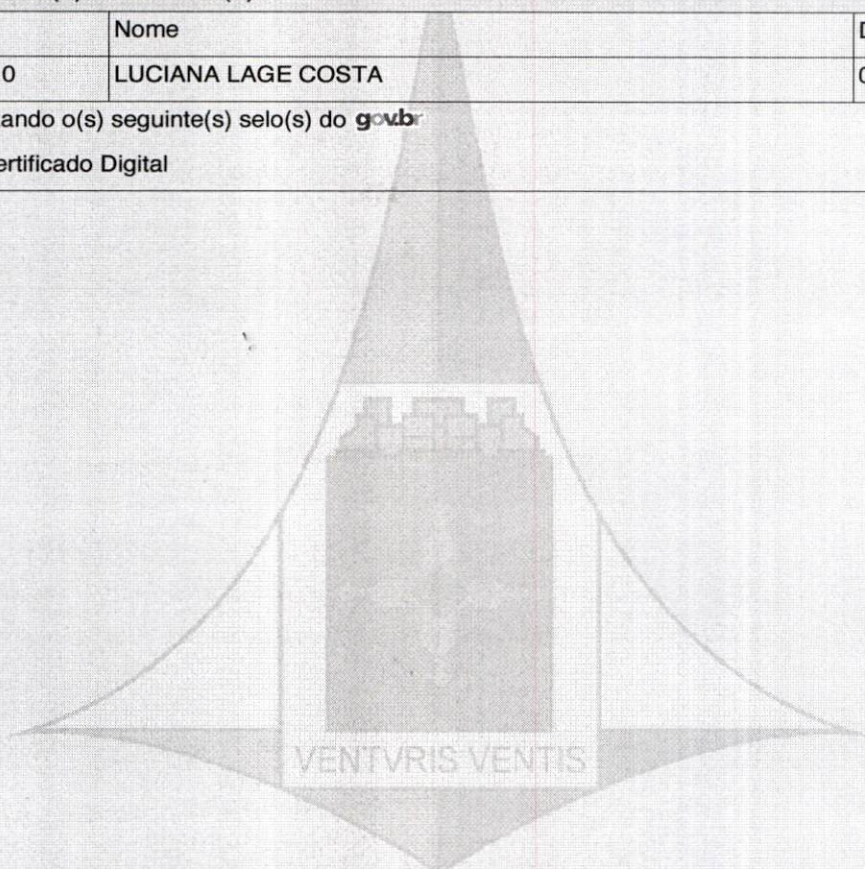 Nome
0 LUCIANA LAGE COSTA
ando o(s) seguinte(s) selo(s) do gov.br
ertificado Digital
VENTVRIS VENTIS